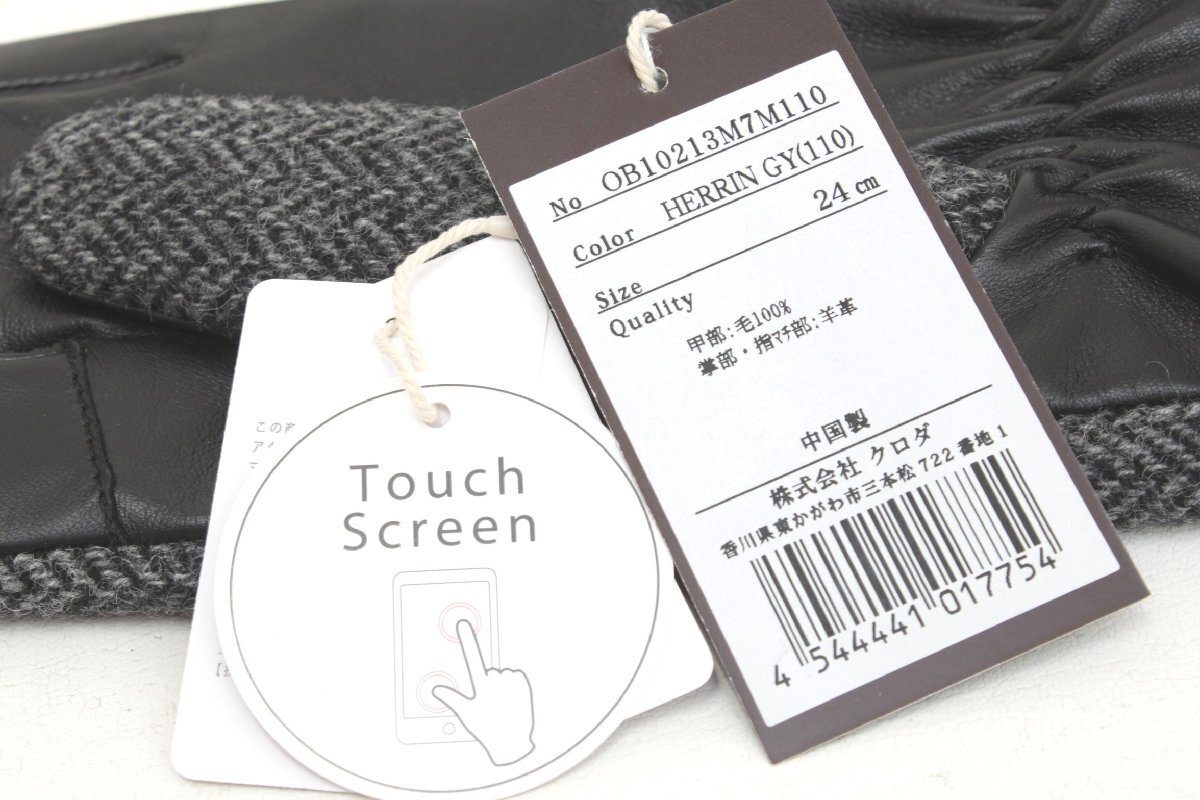 No OB10213M7M110
Color HERRIN GY(110)
Size 24 cm
Quality
甲部:毛100%
掌部・指マチ部:羊革
中国製
株式会社 クロダ
香川県東かがわ市三本松 722 番地 1
4 544441 017754
Touch
Screen
この